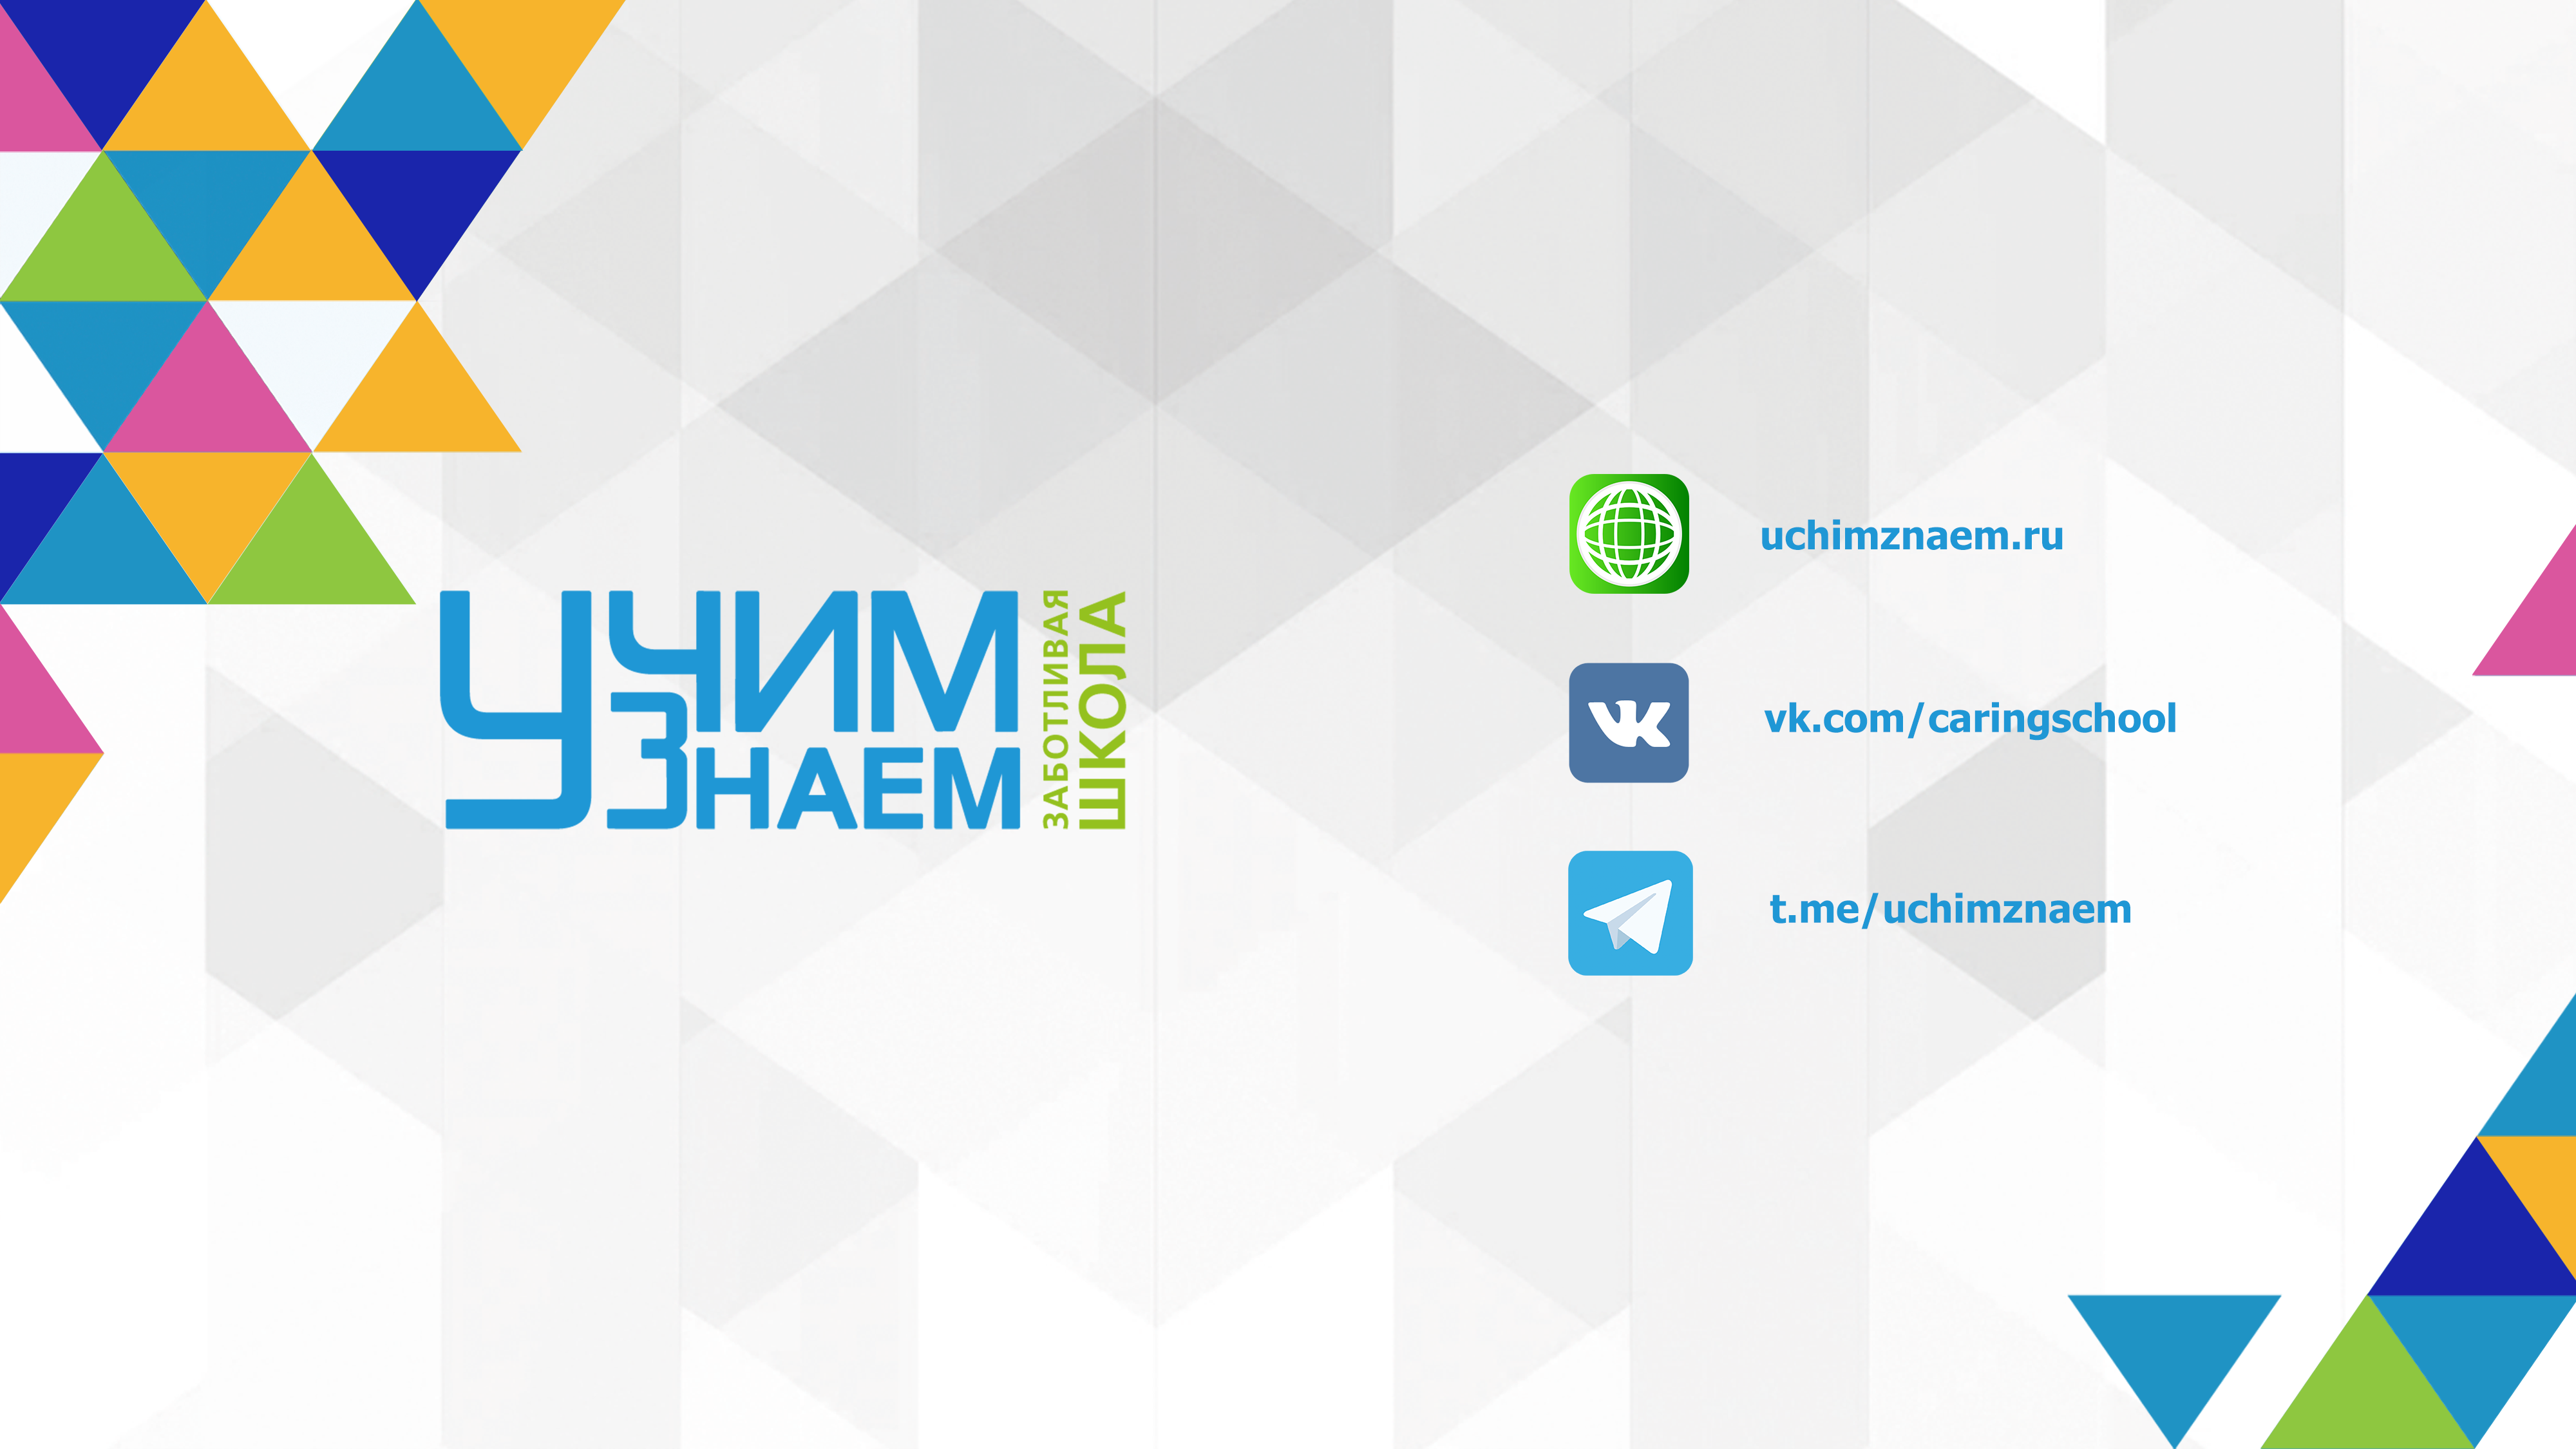 УЧИМ
ЗНАЕМ
ЗАБОТЛИВАЯ
ШКОЛА
uchimznaem.ru
vk.com/caringschool
t.me/uchimznaem